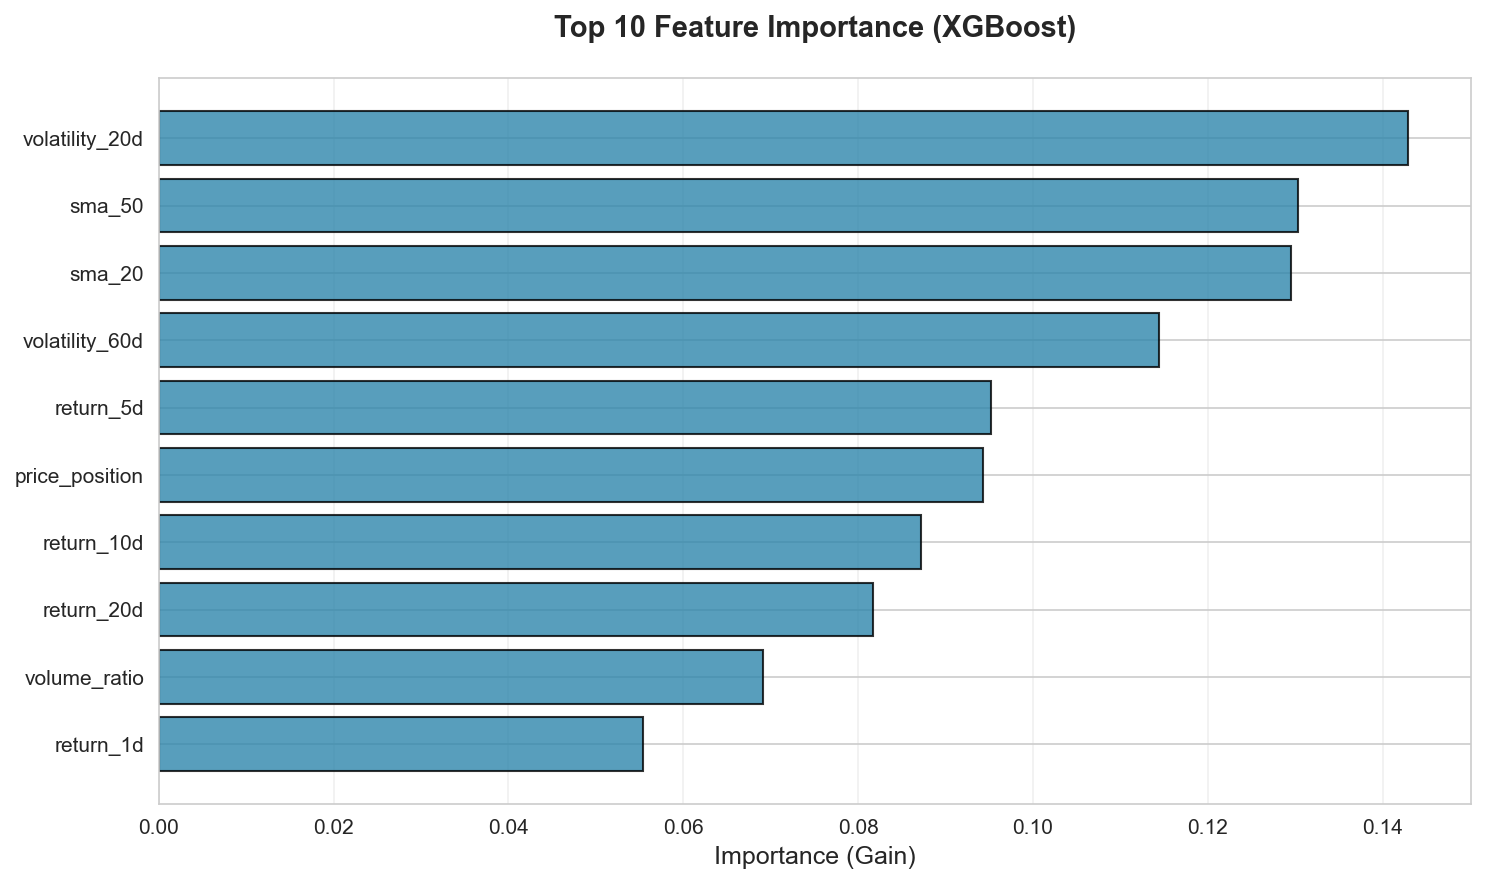 Top 10 Feature Importance (XGBoost)
volatility_20d
sma_50
sma_20
volatility_60d
return_5d
price_position
return_10d
return_20d
volume_ratio
return_1d
0.00 0.02 0.04 0.06 0.08 0.10 0.12 0.14
Importance (Gain)